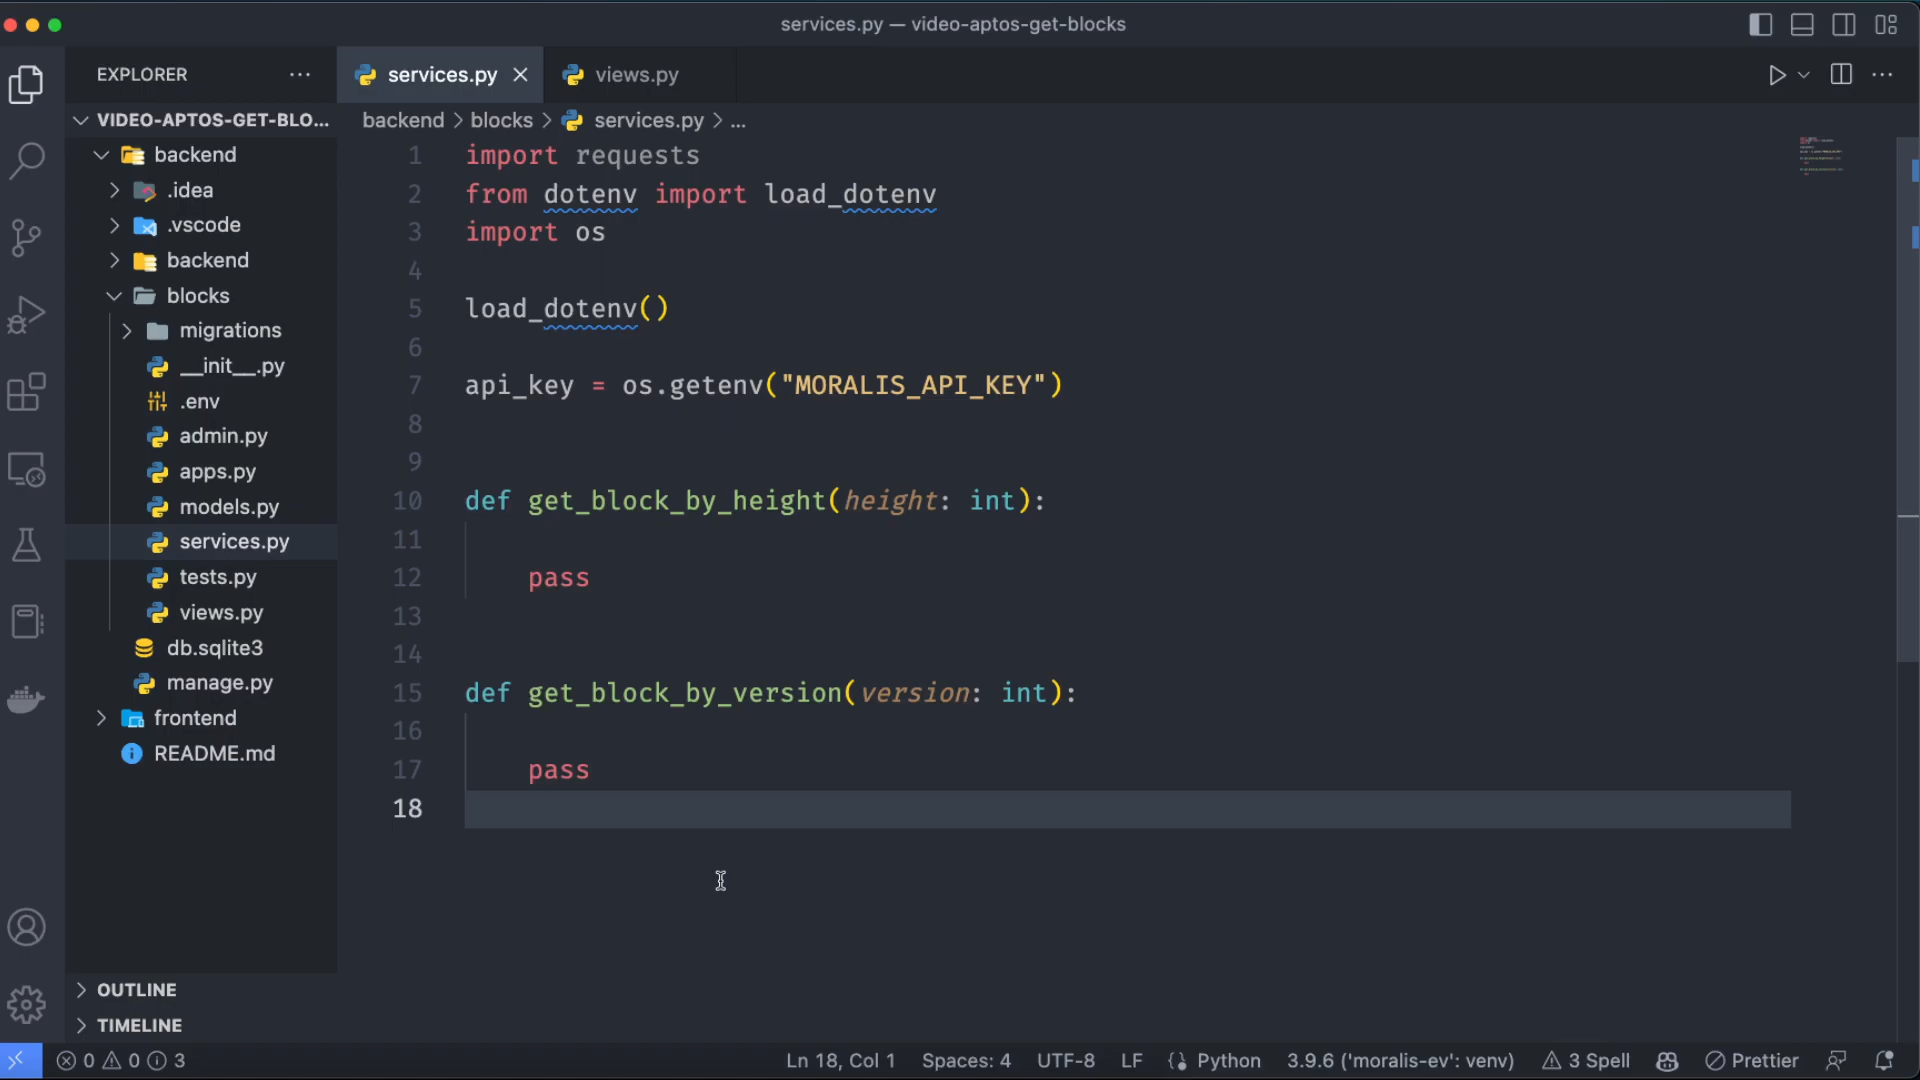 services.py — video-aptos-get-blocks
EXPLORER
services.py
views.py
VIDEO-APTOS-GET-BLO...
backend
.idea
.vscode
backend
blocks
migrations
__init__.py
.env
admin.py
apps.py
models.py
services.py
tests.py
views.py
db.sqlite3
manage.py
frontend
README.md
OUTLINE
TIMELINE
backend > blocks > services.py > ...
1 import requests
2 from dotenv import load_dotenv
3 import os
4
5 load_dotenv()
6
7 api_key = os.getenv("MORALIS_API_KEY")
8
9
10 def get_block_by_height(height: int):
11
12     pass
13
14
15 def get_block_by_version(version: int):
16
17     pass
18
0 0 3
Ln 18, Col 1 Spaces: 4 UTF-8 LF Python 3.9.6 ('moralis-ev': venv) 3 Spell Prettier